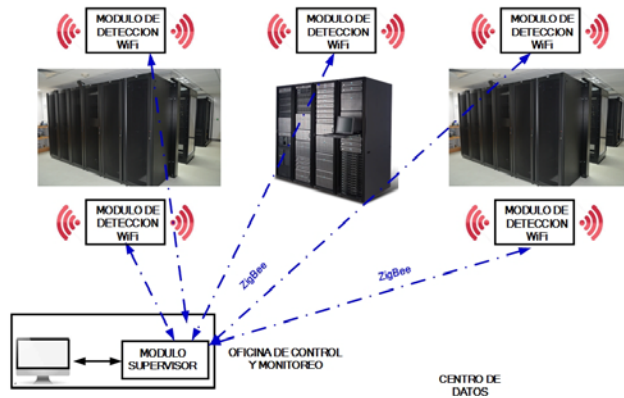 MODULO DE
DETECCION
WiFi
MODULO DE
DETECCION
WiFi
MODULO DE
DETECCION
WiFi
MODULO DE
DETECCION
WiFi
MODULO DE
DETECCION
WiFi
ZigBee
ZigBee
MODULO
SUPERVISOR
OFICINA DE CONTROL
Y MONITOREO
CENTRO DE
DATOS